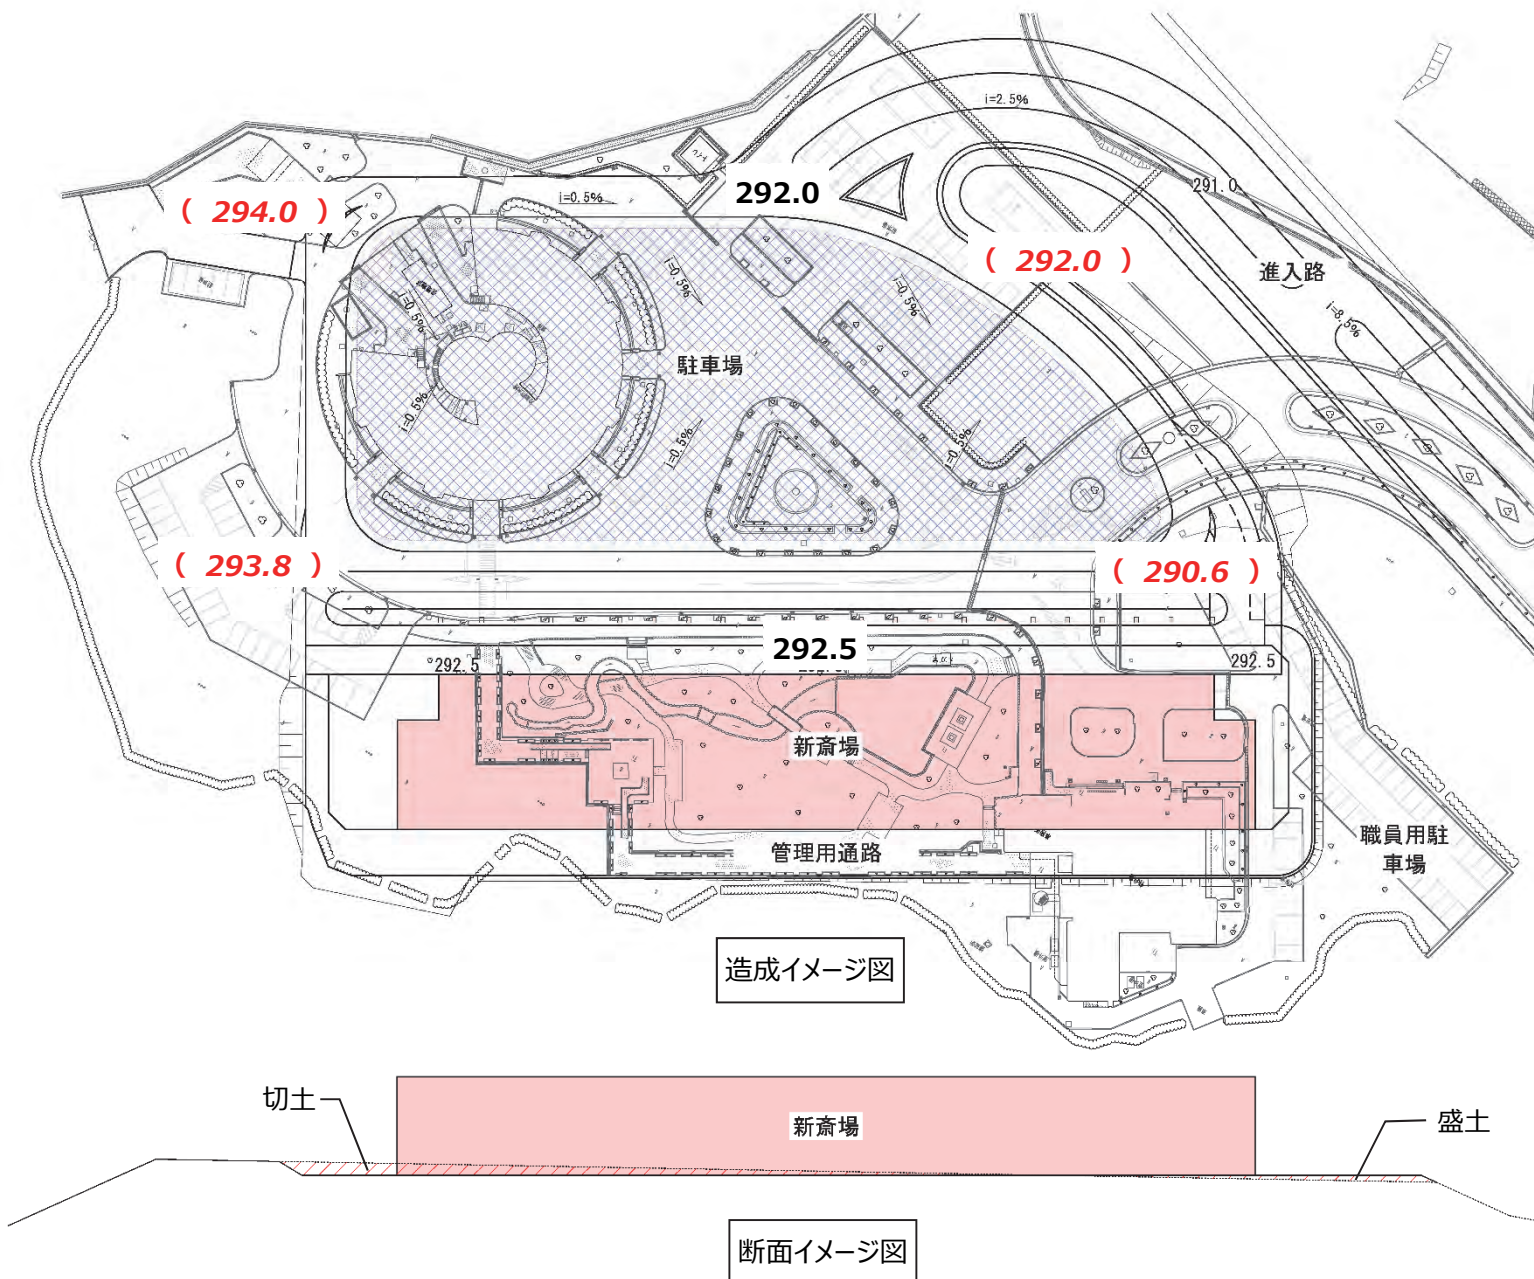 i=2.5%
292.0
291.0
( 294.0 )
i=0.5%
( 292.0 )
進入路
i=0.5%
i=0.5%
i=0.5%
i=8.5%
駐車場
i=0.5%
i=0.5%
i=0.5%
( 293.8 )
( 290.6 )
292.5
292.5
292.5
新斎場
管理用通路
職員用駐
車場
造成イメージ図
切土
新斎場
盛土
断面イメージ図